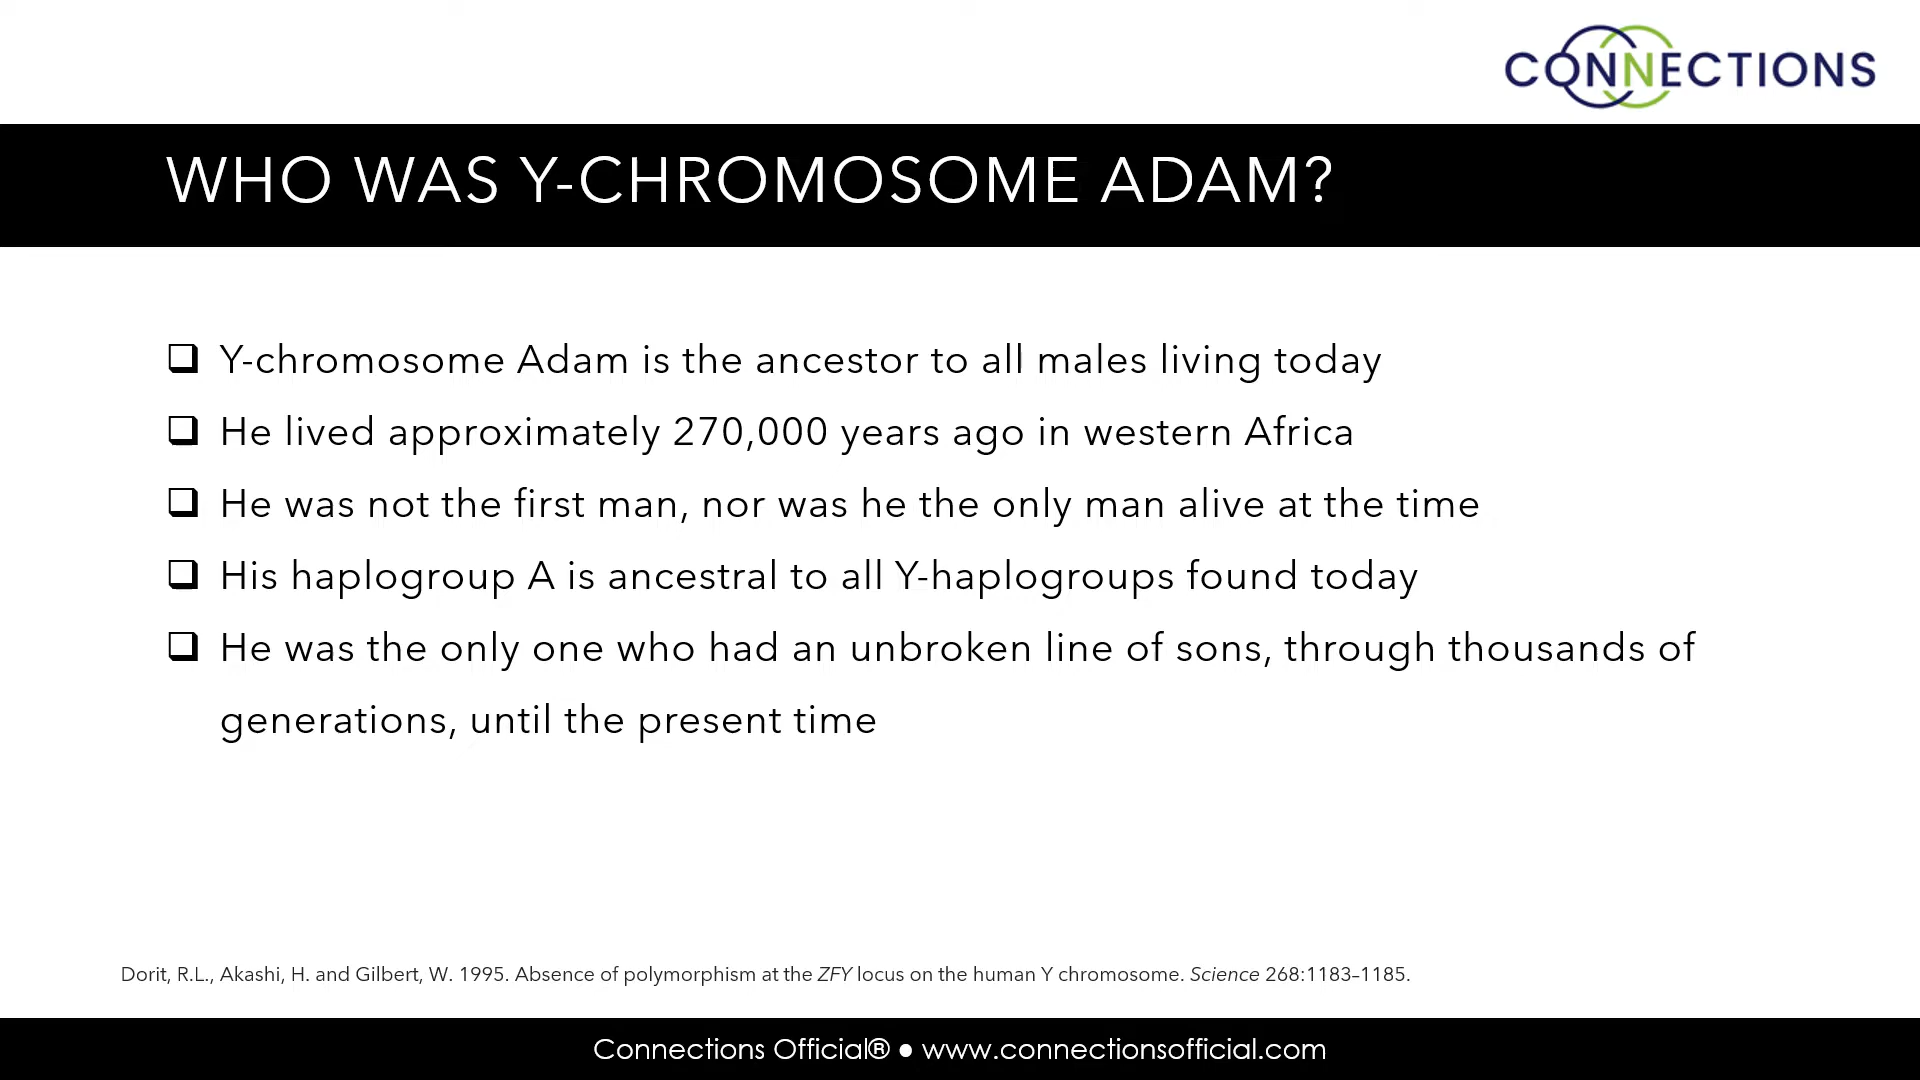 CONNECTIONS
WHO WAS Y-CHROMOSOME ADAM?
❑ Y-chromosome Adam is the ancestor to all males living today
❑ He lived approximately 270,000 years ago in western Africa
❑ He was not the first man, nor was he the only man alive at the time
❑ His haplogroup A is ancestral to all Y-haplogroups found today
❑ He was the only one who had an unbroken line of sons, through thousands of
generations, until the present time
Dorit, R.L., Akashi, H. and Gilbert, W. 1995. Absence of polymorphism at the ZFY locus on the human Y chromosome. Science 268:1183–1185.
Connections Official® ● www.connectionsofficial.com